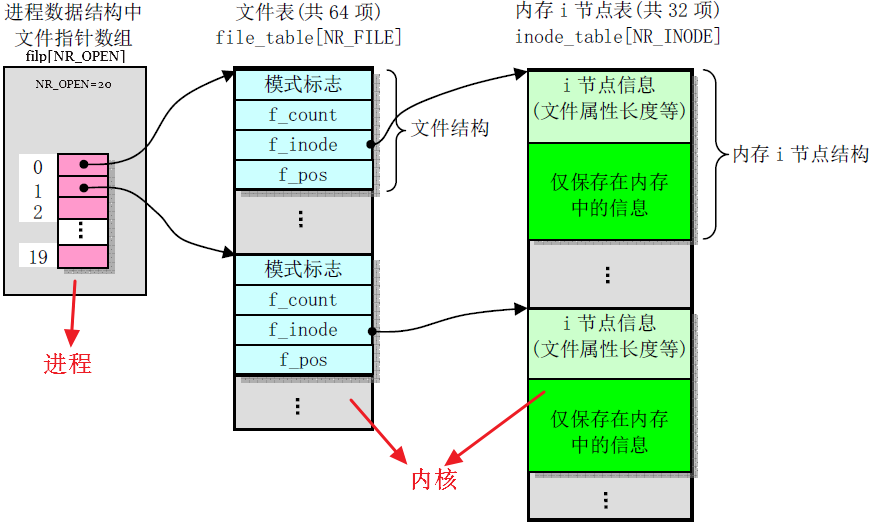 进程数据结构中
文件指针数组
filp[NR_OPEN]
NR_OPEN=20
0
1
2
⋮
19
进程
文件表(共 64 项)
file_table[NR_FILE]
模式标志
f_count
f_inode
f_pos
文件结构
⋮
模式标志
f_count
f_inode
f_pos
⋮
内存 i 节点表(共 32 项)
inode_table[NR_INODE]
i 节点信息
(文件属性长度等)
仅保存在内存
中的信息
内存 i 节点结构
⋮
i 节点信息
(文件属性长度等)
仅保存在内存
中的信息
⋮
内核